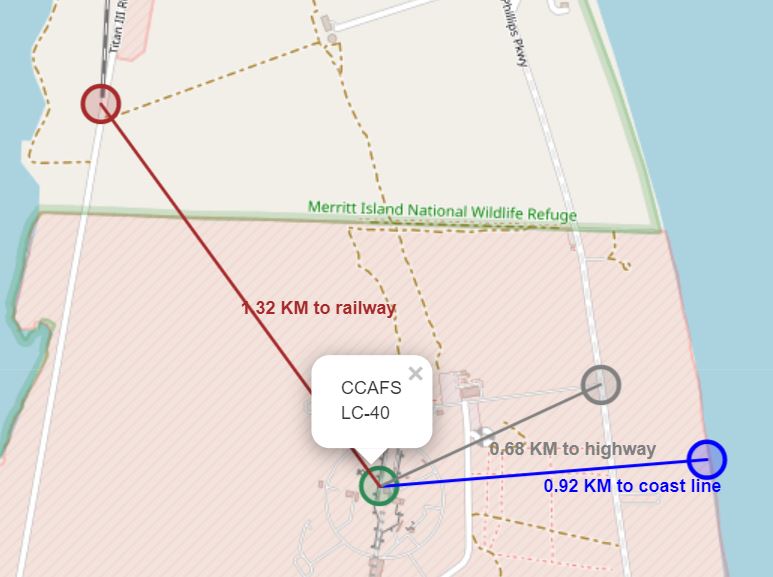 Titan III R
Phillips Pkwy
Merritt Island National Wildlife Refuge
1.32 KM to railway
×
CCAFS
LC-40
0.68 KM to highway
0.92 KM to coast line